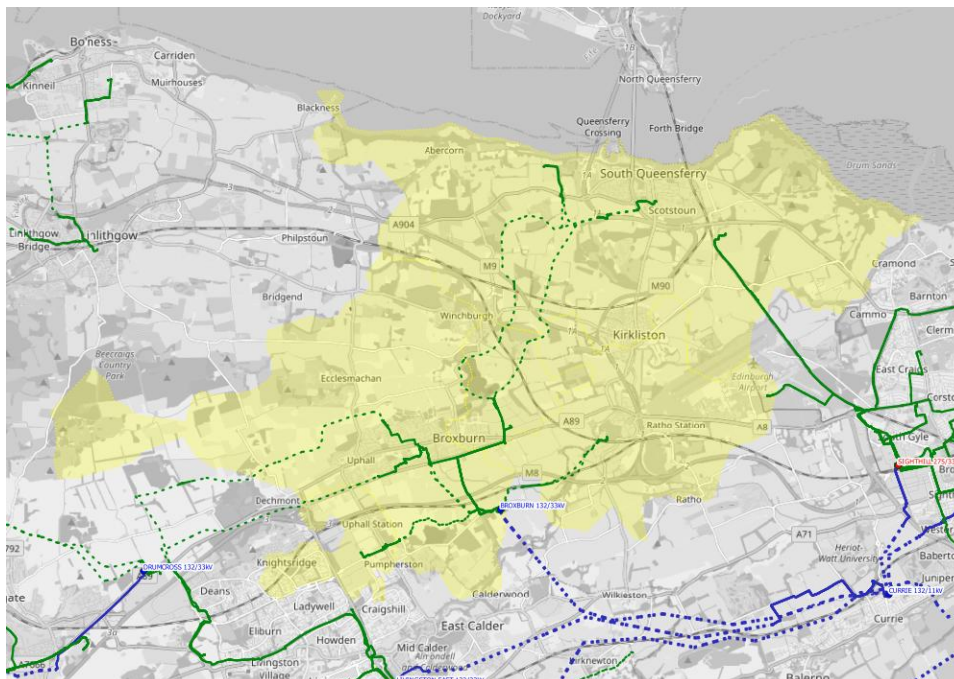 Dockyard
Bo'ness
Carriden
Muirhouses
Kinneil
1B
North Queensferry
Blackness
Queensferry
Crossing
Forth Bridge
Abercorn
Drum Sands
South Queensferry
1A
Scotstoun
A904
Linlithgow
Bridge
Linlithgow
Philpstoun
M9
Cramond
M90
Barnton
Bridgend
Cammo
Winchburgh
Kirkliston
Beecraigs
Country
Park
Ecclesmachan
Edinburgh
Airport
East Craigs
A89
A8
Broxburn
Ratho Station
Uphall
M8
Dechmont
Ratho
BROXBURN 132/33kV
Uphall Station
A71
Heriot-
Watt University
Knightsridge
Pumpherston
DRUMCROSS 132/33kV
Deans
Calderwood
Wilkieston
CURRIE 132/11kV
Ladywell
Craigshill
Currie
Eliburn
East Calder
Howden
Mid Calder
Livingston
Village
Kirknewton
Balerno